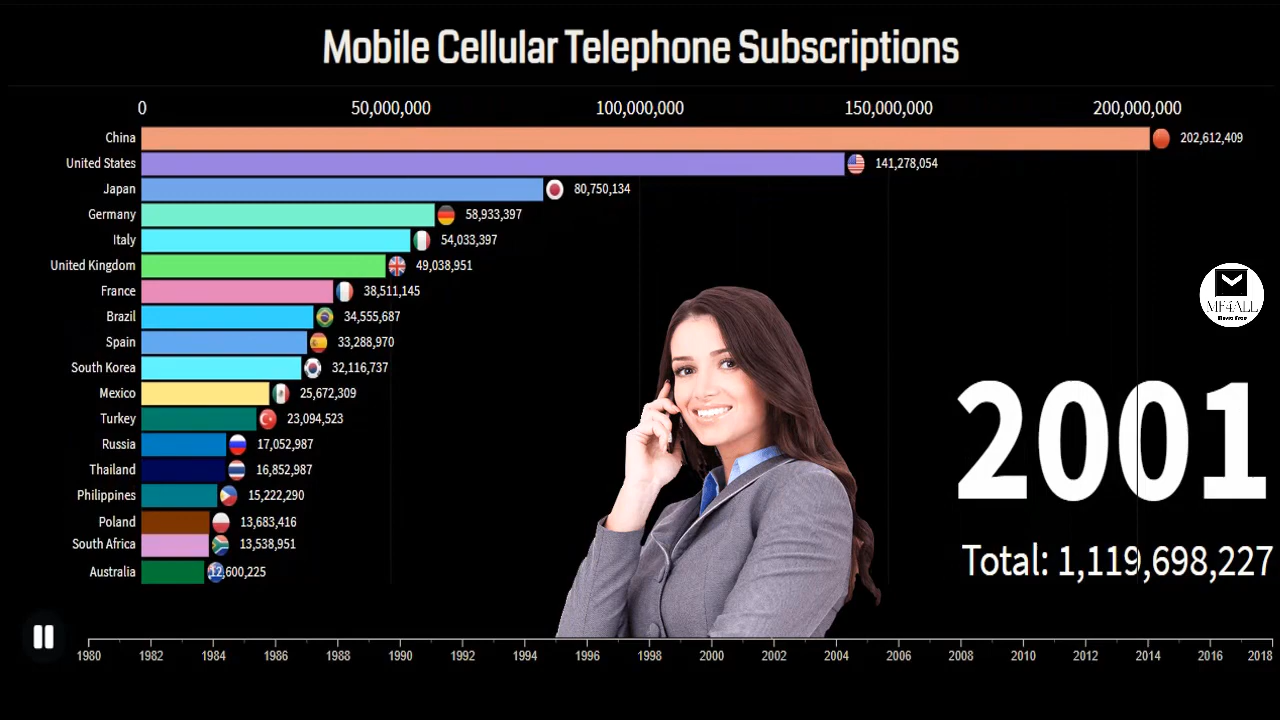 Mobile Cellular Telephone Subscriptions
0 50,000,000 100,000,000 150,000,000 200,000,000
China 202,612,409
United States 141,278,054
Japan 80,750,134
Germany 58,933,397
Italy 54,033,397
United Kingdom 49,038,951
France 38,511,145
Brazil 34,555,687
Spain 33,288,970
South Korea 32,116,737
Mexico 25,672,309
Turkey 23,094,523
Russia 17,052,987
Thailand 16,852,987
Philippines 15,222,290
Poland 13,683,416
South Africa 13,538,951
Australia 12,600,225
MF4ALL
2001
Total: 1,119,698,227
1980 1982 1984 1986 1988 1990 1992 1994 1996 1998 2000 2002 2004 2006 2008 2010 2012 2014 2016 2018